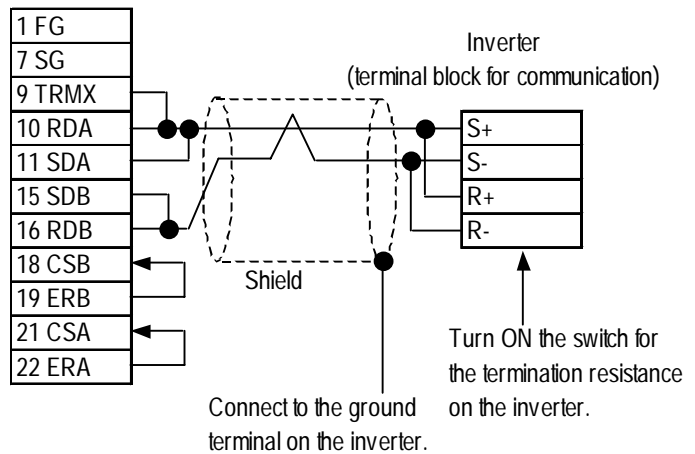 1 FG
7 SG
9 TRMX
10 RDA
11 SDA
15 SDB
16 RDB
18 CSB
19 ERB
21 CSA
22 ERA
Inverter
(terminal block for communication)
S+
S-
R+
R-
Shield
Turn ON the switch for
the termination resistance
on the inverter.
Connect to the ground
terminal on the inverter.